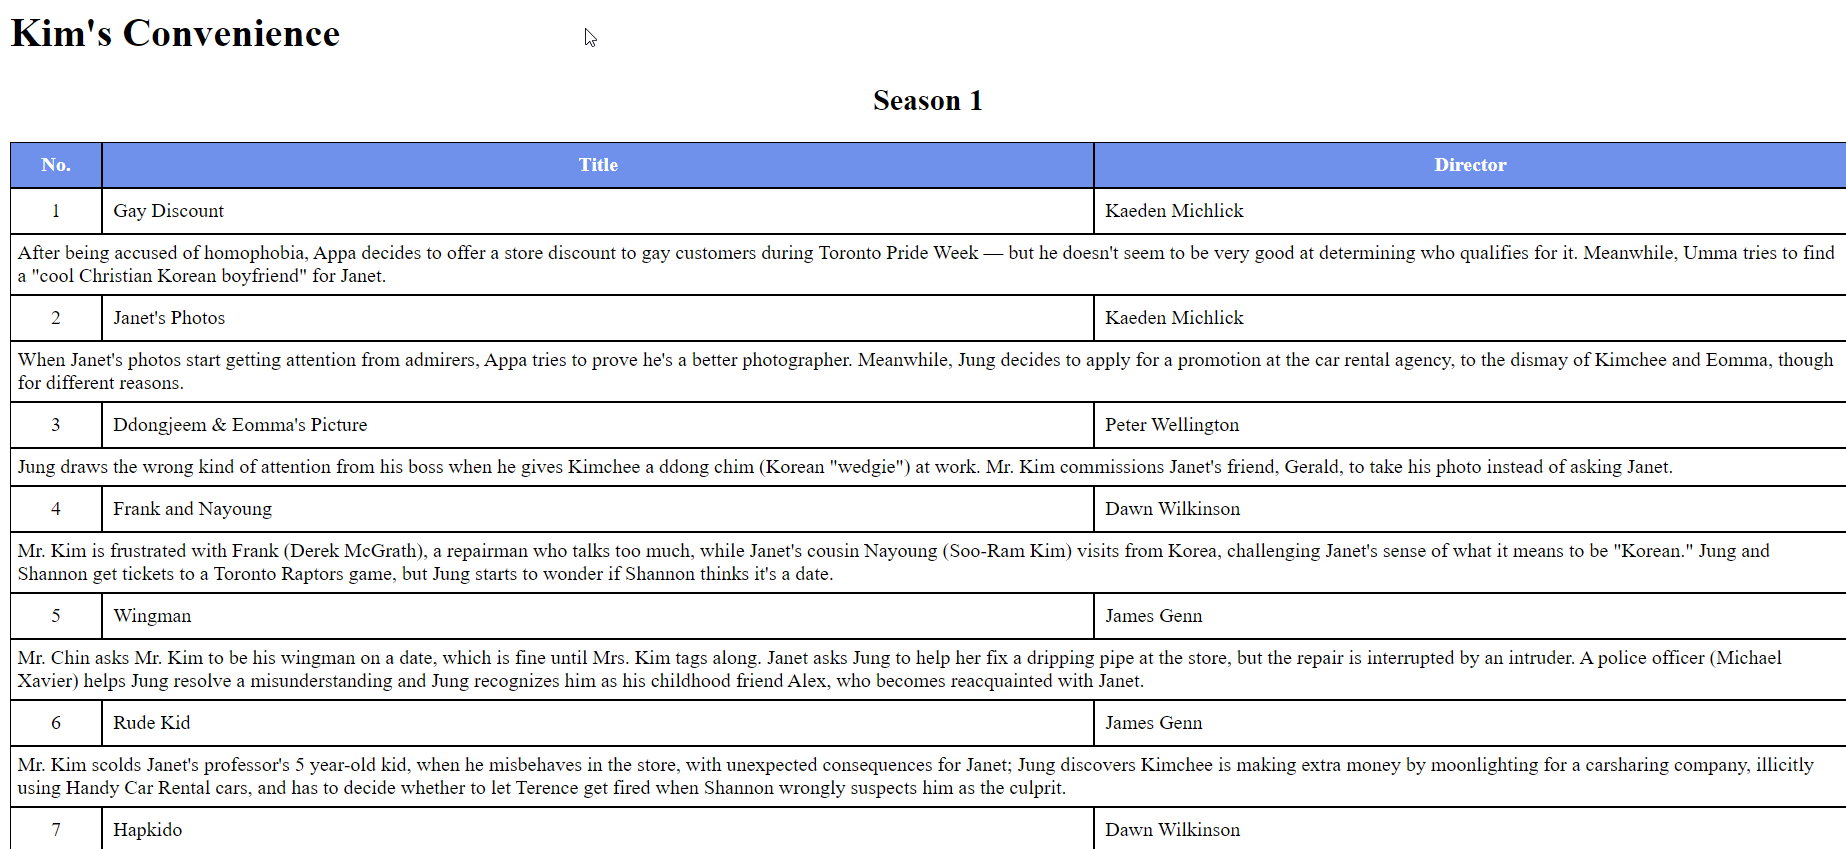 Kim's Convenience
Season 1
No. Title Director
1 Gay Discount Kaeden Michlick
After being accused of homophobia, Appa decides to offer a store discount to gay customers during Toronto Pride Week — but he doesn't seem to be very good at determining who qualifies for it. Meanwhile, Umma tries to find
a "cool Christian Korean boyfriend" for Janet.
2 Janet's Photos Kaeden Michlick
When Janet's photos start getting attention from admirers, Appa tries to prove he's a better photographer. Meanwhile, Jung decides to apply for a promotion at the car rental agency, to the dismay of Kimchee and Eomma, though
for different reasons.
3 Ddongjeem & Eomma's Picture Peter Wellington
Jung draws the wrong kind of attention from his boss when he gives Kimchee a ddong chim (Korean "wedgie") at work. Mr. Kim commissions Janet's friend, Gerald, to take his photo instead of asking Janet.
4 Frank and Nayoung Dawn Wilkinson
Mr. Kim is frustrated with Frank (Derek McGrath), a repairman who talks too much, while Janet's cousin Nayoung (Soo-Ram Kim) visits from Korea, challenging Janet's sense of what it means to be "Korean." Jung and
Shannon get tickets to a Toronto Raptors game, but Jung starts to wonder if Shannon thinks it's a date.
5 Wingman James Genn
Mr. Chin asks Mr. Kim to be his wingman on a date, which is fine until Mrs. Kim tags along. Janet asks Jung to help her fix a dripping pipe at the store, but the repair is interrupted by an intruder. A police officer (Michael
Xavier) helps Jung resolve a misunderstanding and Jung recognizes him as his childhood friend Alex, who becomes reacquainted with Janet.
6 Rude Kid James Genn
Mr. Kim scolds Janet's professor's 5 year-old kid, when he misbehaves in the store, with unexpected consequences for Janet; Jung discovers Kimchee is making extra money by moonlighting for a carsharing company, illicitly
using Handy Car Rental cars, and has to decide whether to let Terence get fired when Shannon wrongly suspects him as the culprit.
7 Hapkido Dawn Wilkinson